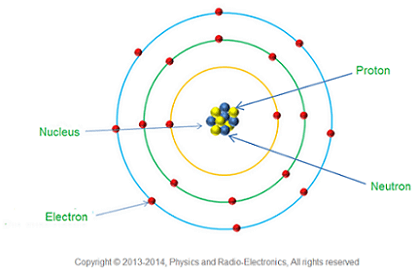 Proton
Nucleus
Neutron
Electron
Copyright © 2013-2014, Physics and Radio-Electronics, All rights reserved